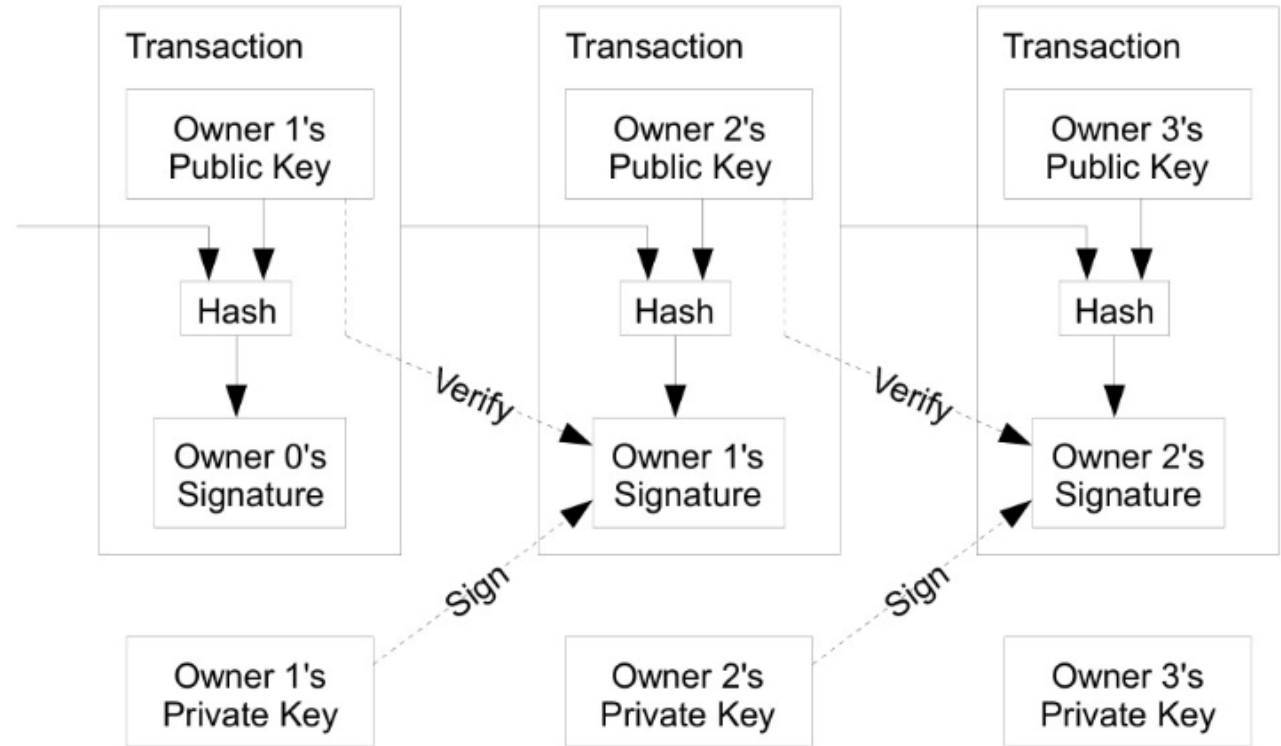 Transaction
Transaction
Transaction
Owner 1's
Public Key
Owner 2's
Public Key
Owner 3's
Public Key
Hash
Hash
Hash
Verify
Verify
Owner 0's
Signature
Owner 1's
Signature
Owner 2's
Signature
Sign
Sign
Owner 1's
Private Key
Owner 2's
Private Key
Owner 3's
Private Key